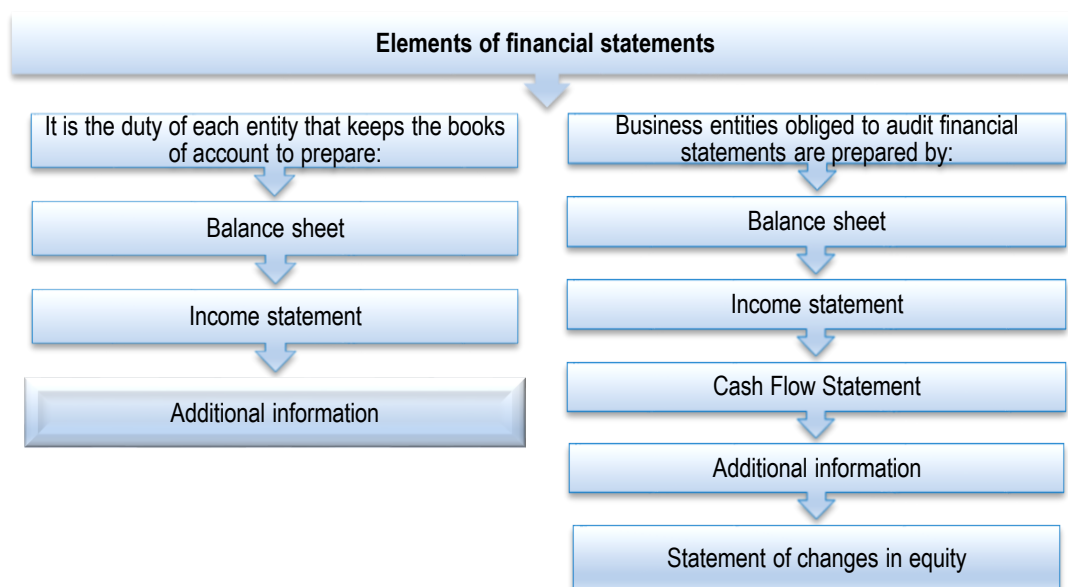 Elements of financial statements
It is the duty of each entity that keeps the books
of account to prepare:
Balance sheet
Income statement
Additional information
Business entities obliged to audit financial
statements are prepared by:
Balance sheet
Income statement
Cash Flow Statement
Additional information
Statement of changes in equity